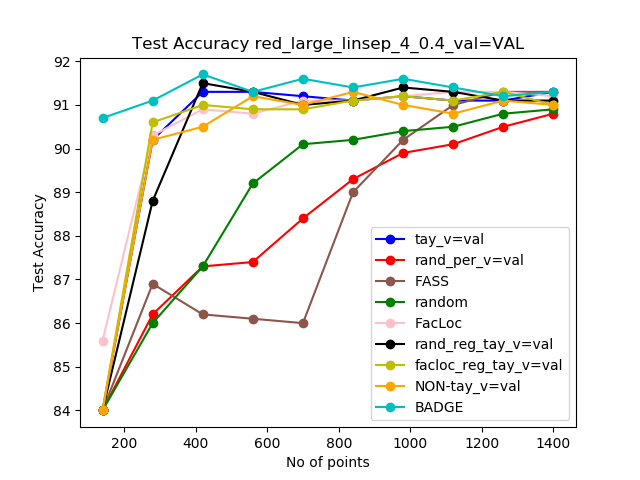 Test Accuracy red_large_linsep_4_0.4_val=VAL
Test Accuracy
92
91
90
89
88
87
86
85
84
200 400 600 800 1000 1200 1400
No of points
tay_v=val
rand_per_v=val
FASS
random
FacLoc
rand_reg_tay_v=val
facloc_reg_tay_v=val
NON-tay_v=val
BADGE